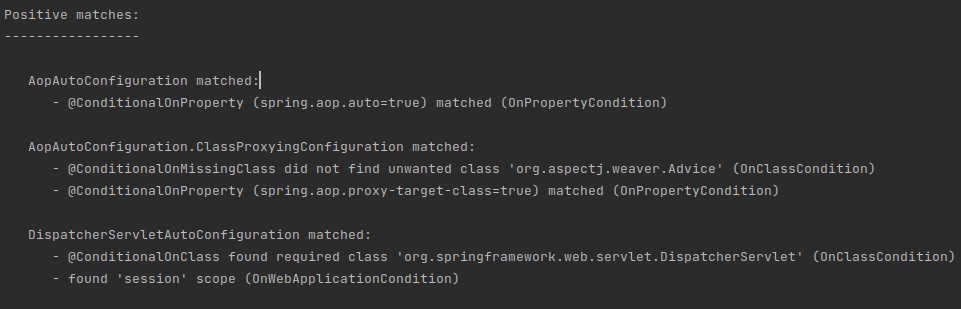 Positive matches:
-----------------
AopAutoConfiguration matched:
- @ConditionalOnProperty (spring.aop.auto=true) matched (OnPropertyCondition)
AopAutoConfiguration.ClassProxyingConfiguration matched:
- @ConditionalOnMissingClass did not find unwanted class 'org.aspectj.weaver.Advice' (OnClassCondition)
- @ConditionalOnProperty (spring.aop.proxy-target-class=true) matched (OnPropertyCondition)
DispatcherServletAutoConfiguration matched:
- @ConditionalOnClass found required class 'org.springframework.web.servlet.DispatcherServlet' (OnClassCondition)
- found 'session' scope (OnWebApplicationCondition)